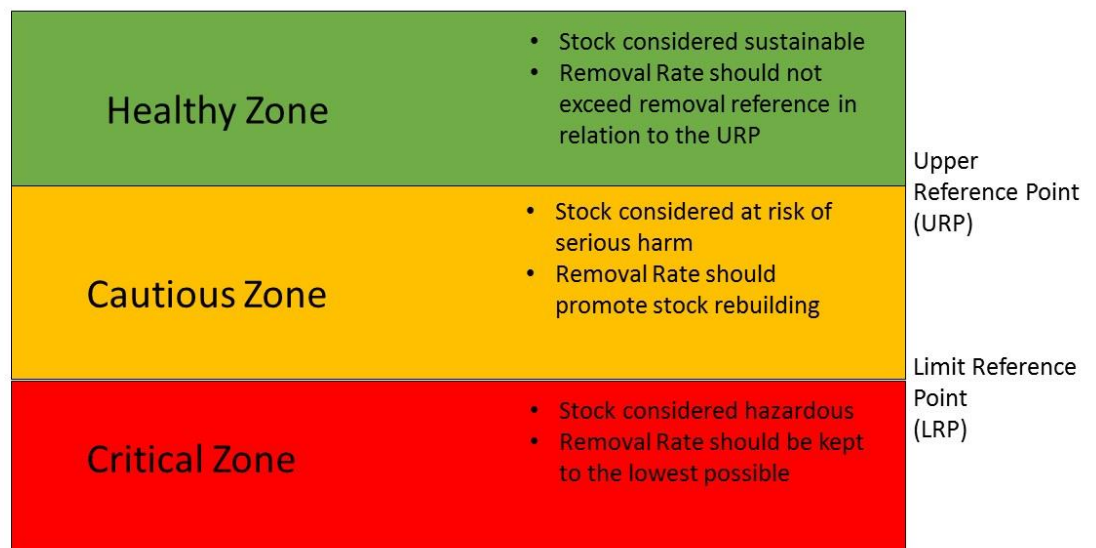 Healthy Zone
• Stock considered sustainable
• Removal Rate should not
exceed removal reference in
relation to the URP
Upper
Reference Point
(URP)
Cautious Zone
• Stock considered at risk of
serious harm
• Removal Rate should
promote stock rebuilding
Limit Reference
Point
(LRP)
Critical Zone
• Stock considered hazardous
• Removal Rate should be kept
to the lowest possible